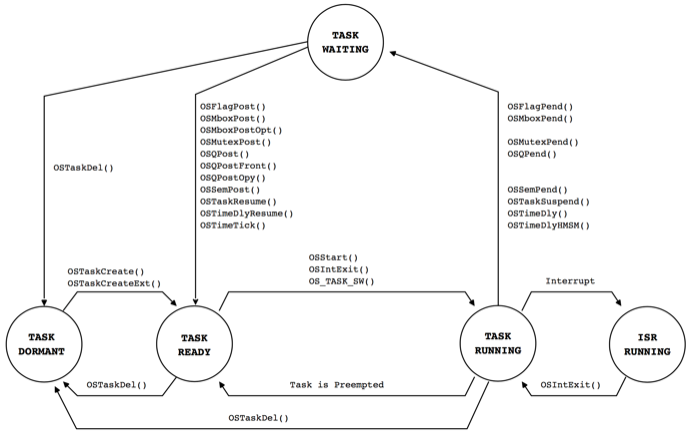 TASK
WAITING
OSFlagPost()
OSMboxPost()
OSMboxPostOpt()
OSMutexPost()
OSQPost()
OSQPostFront()
OSQPostOpy()
OSSemPost()
OSTaskResume()
OSTimeDlyResume()
OSTimeTick()
OSFlagPend()
OSMboxPend()
OSMutexPend()
OSQPend()
OSSemPend()
OSTaskSuspend()
OSTimeDly()
OSTimeDlyHMSM()
OSTaskDel()
OSTaskCreate()
OSTaskCreateExt()
OSStart()
OSIntExit()
OS_TASK_SW()
Interrupt
TASK
DORMANT
TASK
READY
TASK
RUNNING
ISR
RUNNING
OSTaskDel()
Task is Preempted
OSIntExit()
OSTaskDel()